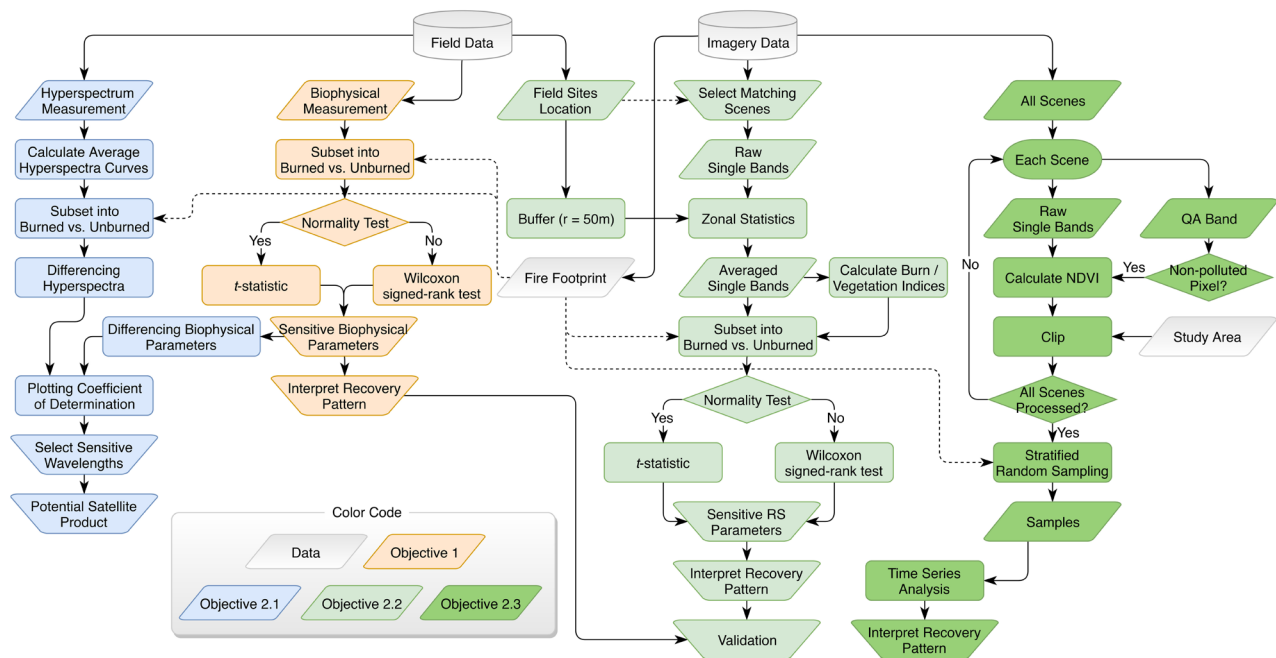 Field Data
Imagery Data
Hyperspectrum
Measurement
Biophysical
Measurement
Field Sites
Location
Select Matching
Scenes
All Scenes
Calculate Average
Hyperspectra Curves
Subset into
Burned vs. Unburned
Raw
Single Bands
Each Scene
Subset into
Burned vs. Unburned
Normality Test
Buffer (r = 50m)
Zonal Statistics
Raw
Single Bands
QA Band
Yes
No
No
Differencing
Hyperspectra
t-statistic
Wilcoxon
signed-rank test
Fire Footprint
Averaged
Single Bands
Calculate Burn /
Vegetation Indices
Calculate NDVI
Yes
Non-polluted
Pixel?
Differencing Biophysical
Parameters
Sensitive Biophysical
Parameters
Subset into
Burned vs. Unburned
Clip
Study Area
Plotting Coefficient
of Determination
Interpret Recovery
Pattern
Normality Test
All Scenes
Processed?
Yes
No
Yes
Select Sensitive
Wavelengths
t-statistic
Wilcoxon
signed-rank test
Stratified
Random Sampling
Potential Satellite
Product
Sensitive RS
Parameters
Samples
Color Code
Data
Objective 1
Objective 2.1
Objective 2.2
Objective 2.3
Interpret Recovery
Pattern
Time Series
Analysis
Validation
Interpret Recovery
Pattern